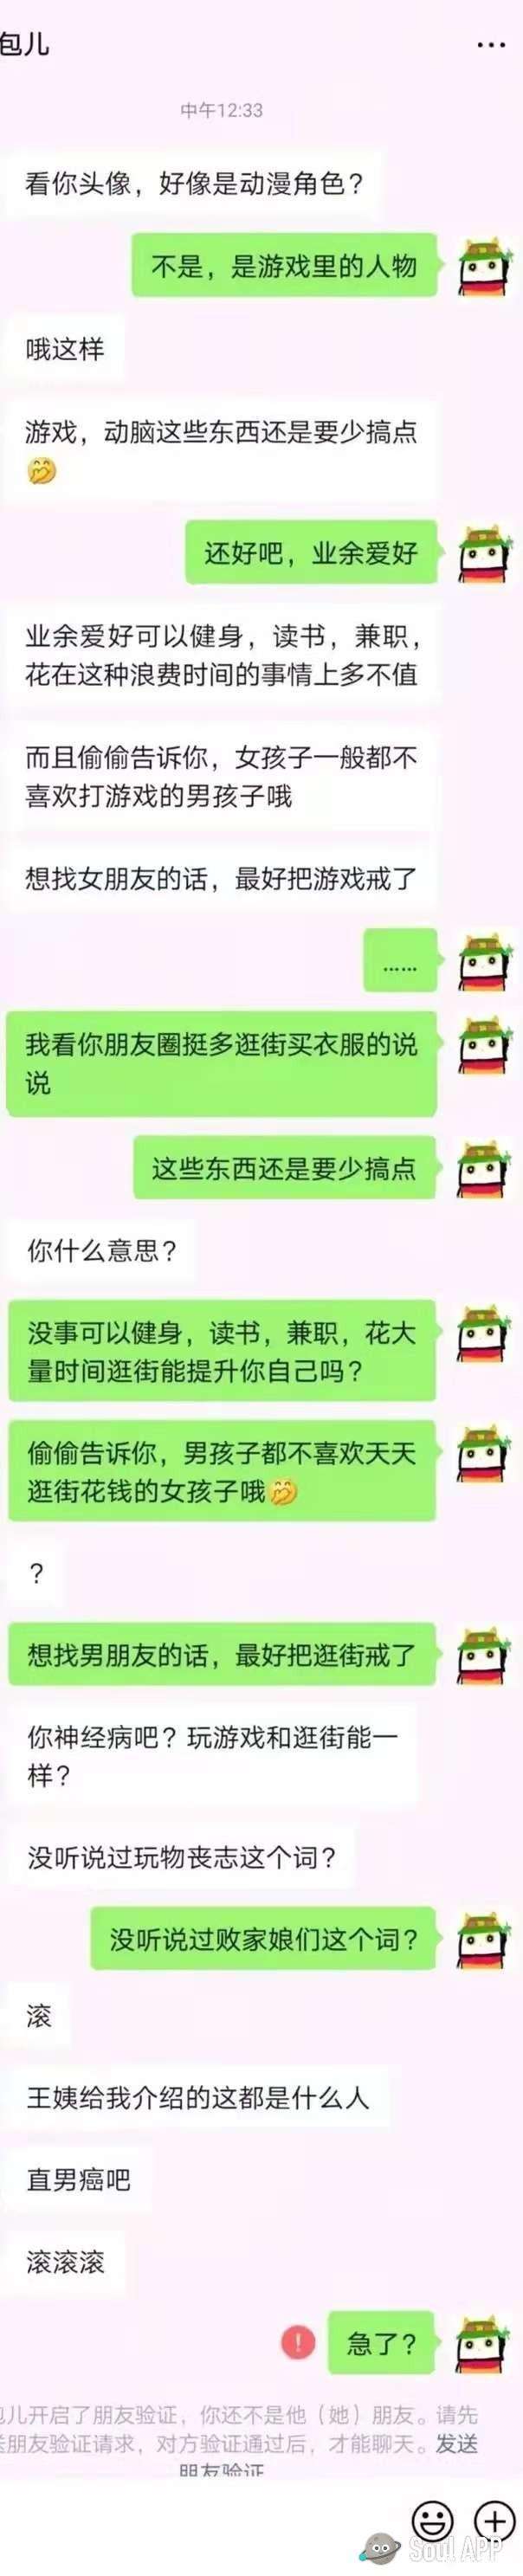 包儿
中午12:33
看你头像，好像是动漫角色？
不是，是游戏里的人物
哦这样
游戏，动脑这些东西还是要少搞点
🤭
还好吧，业余爱好
业余爱好可以健身，读书，兼职，
花在这种浪费时间的事情上多不值
而且偷偷告诉你，女孩子一般都不
喜欢打游戏的男孩子哦
想找女朋友的话，最好把游戏戒了
……
我看你朋友圈挺多逛街买衣服的说
说
这些东西还是要少搞点
你什么意思？
没事可以健身，读书，兼职，花大
量时间逛街能提升你自己吗？
偷偷告诉你，男孩子都不喜欢天天
逛街花钱的女孩子哦🤭
？
想找男朋友的话，最好把逛街戒了
你神经病吧？玩游戏和逛街能一
样？
没听说过玩物丧志这个词？
没听说过败家娘们这个词？
滚
王姨给我介绍的这都是什么人
直男癌吧
滚滚滚
急了？
儿开启了朋友验证，你还不是他（她）朋友。请先
朋友验证请求，对方验证通过后，才能聊天。发送
朋友验证
Soul APP